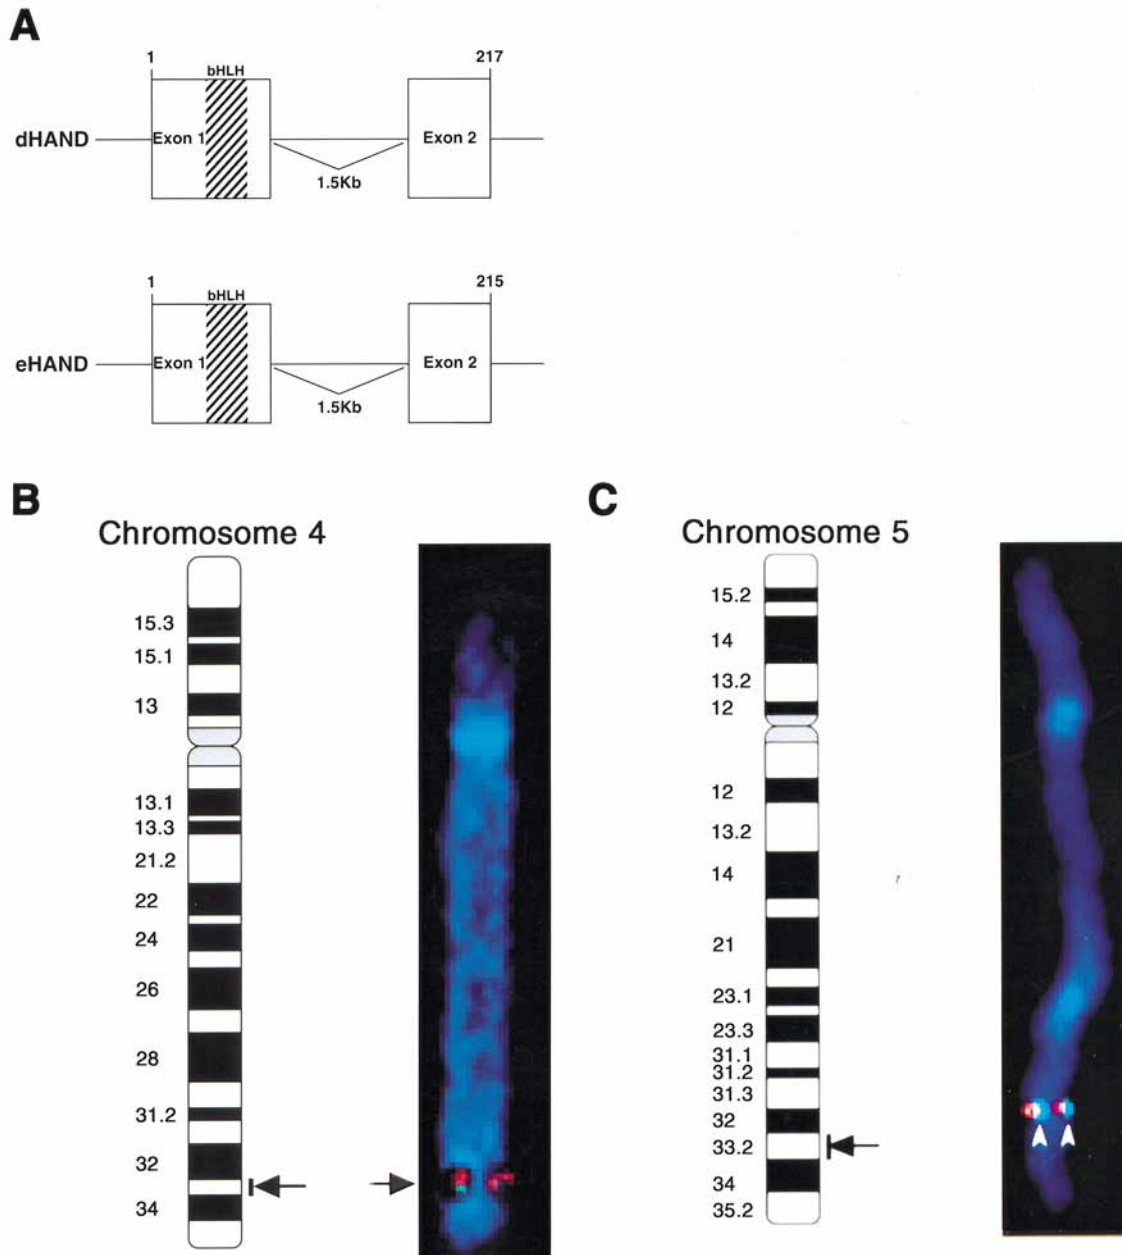 A
1
bHLH
217
dHAND
Exon 1
Exon 2
1.5Kb
1
bHLH
215
eHAND
Exon 1
Exon 2
1.5Kb
B
Chromosome 4
15.3
15.1
13
13.1
13.3
21.2
22
24
26
28
31.2
32
34
C
Chromosome 5
15.2
14
13.2
12
12
13.2
14
21
23.1
23.3
31.1
31.2
31.3
32
33.2
34
35.2